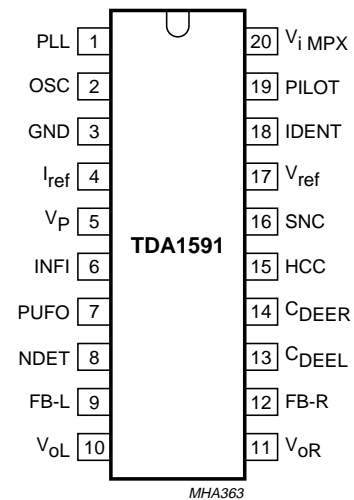 PLL 1 20 Vi MPX
OSC 2 19 PILOT
GND 3 18 IDENT
Iref 4 17 Vref
VP 5 16 SNC
TDA1591
INFI 6 15 HCC
PUFO 7 14 CDEER
NDET 8 13 CDEEL
FB-L 9 12 FB-R
VoL 10 11 VoR
MHA363